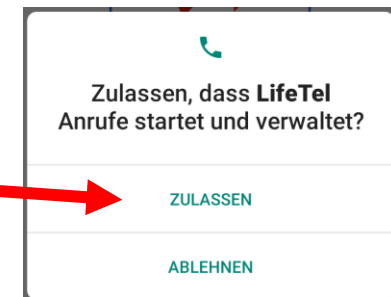 Zulassen, dass LifeTel
Anrufe startet und verwaltet?
ZULASSEN
ABLEHNEN